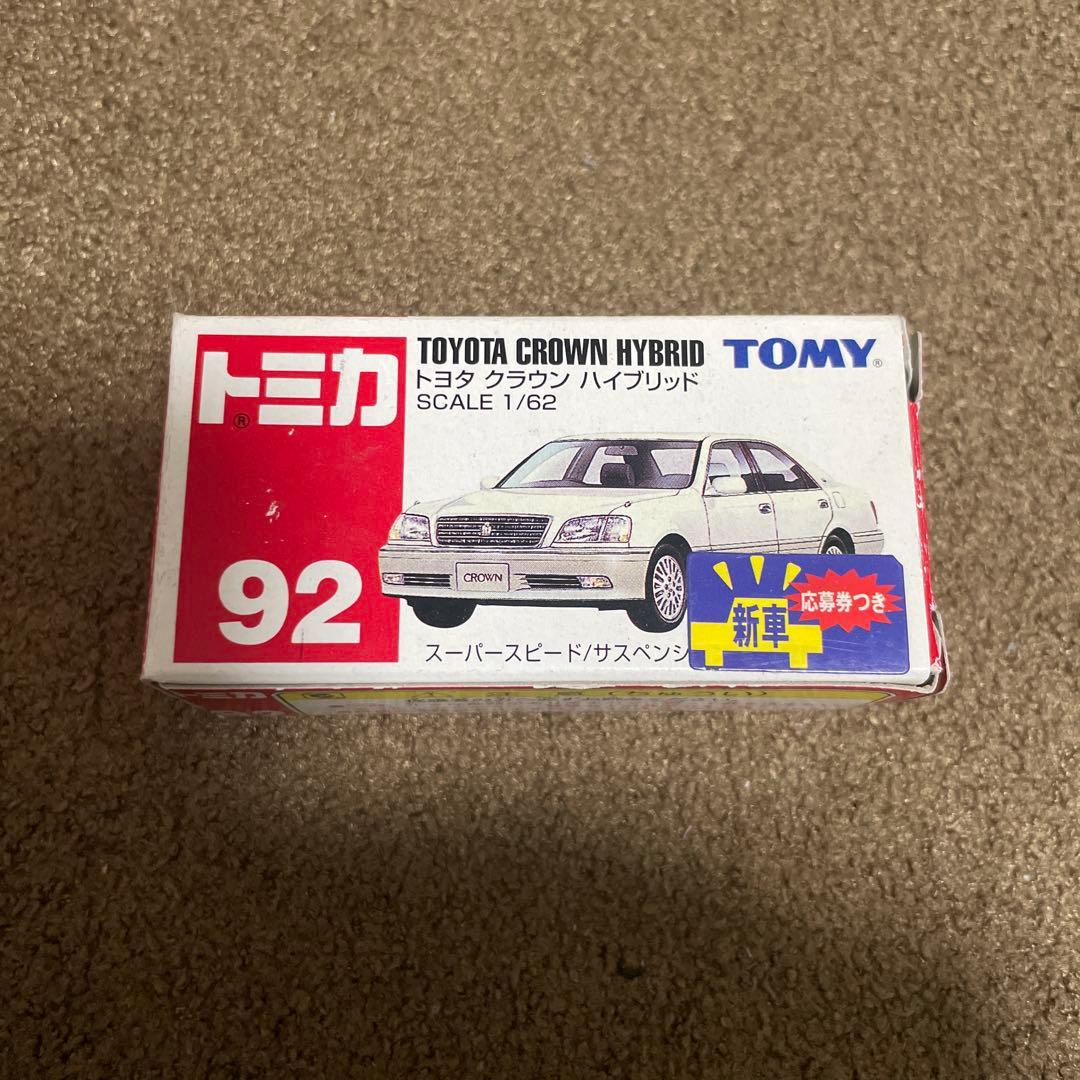 トミカ®
92
TOYOTA CROWN HYBRID
トヨタ クラウン ハイブリッド
SCALE 1/62
TOMY®
CROWN
スーパースピード/サスペンシ
新車
応募券つき